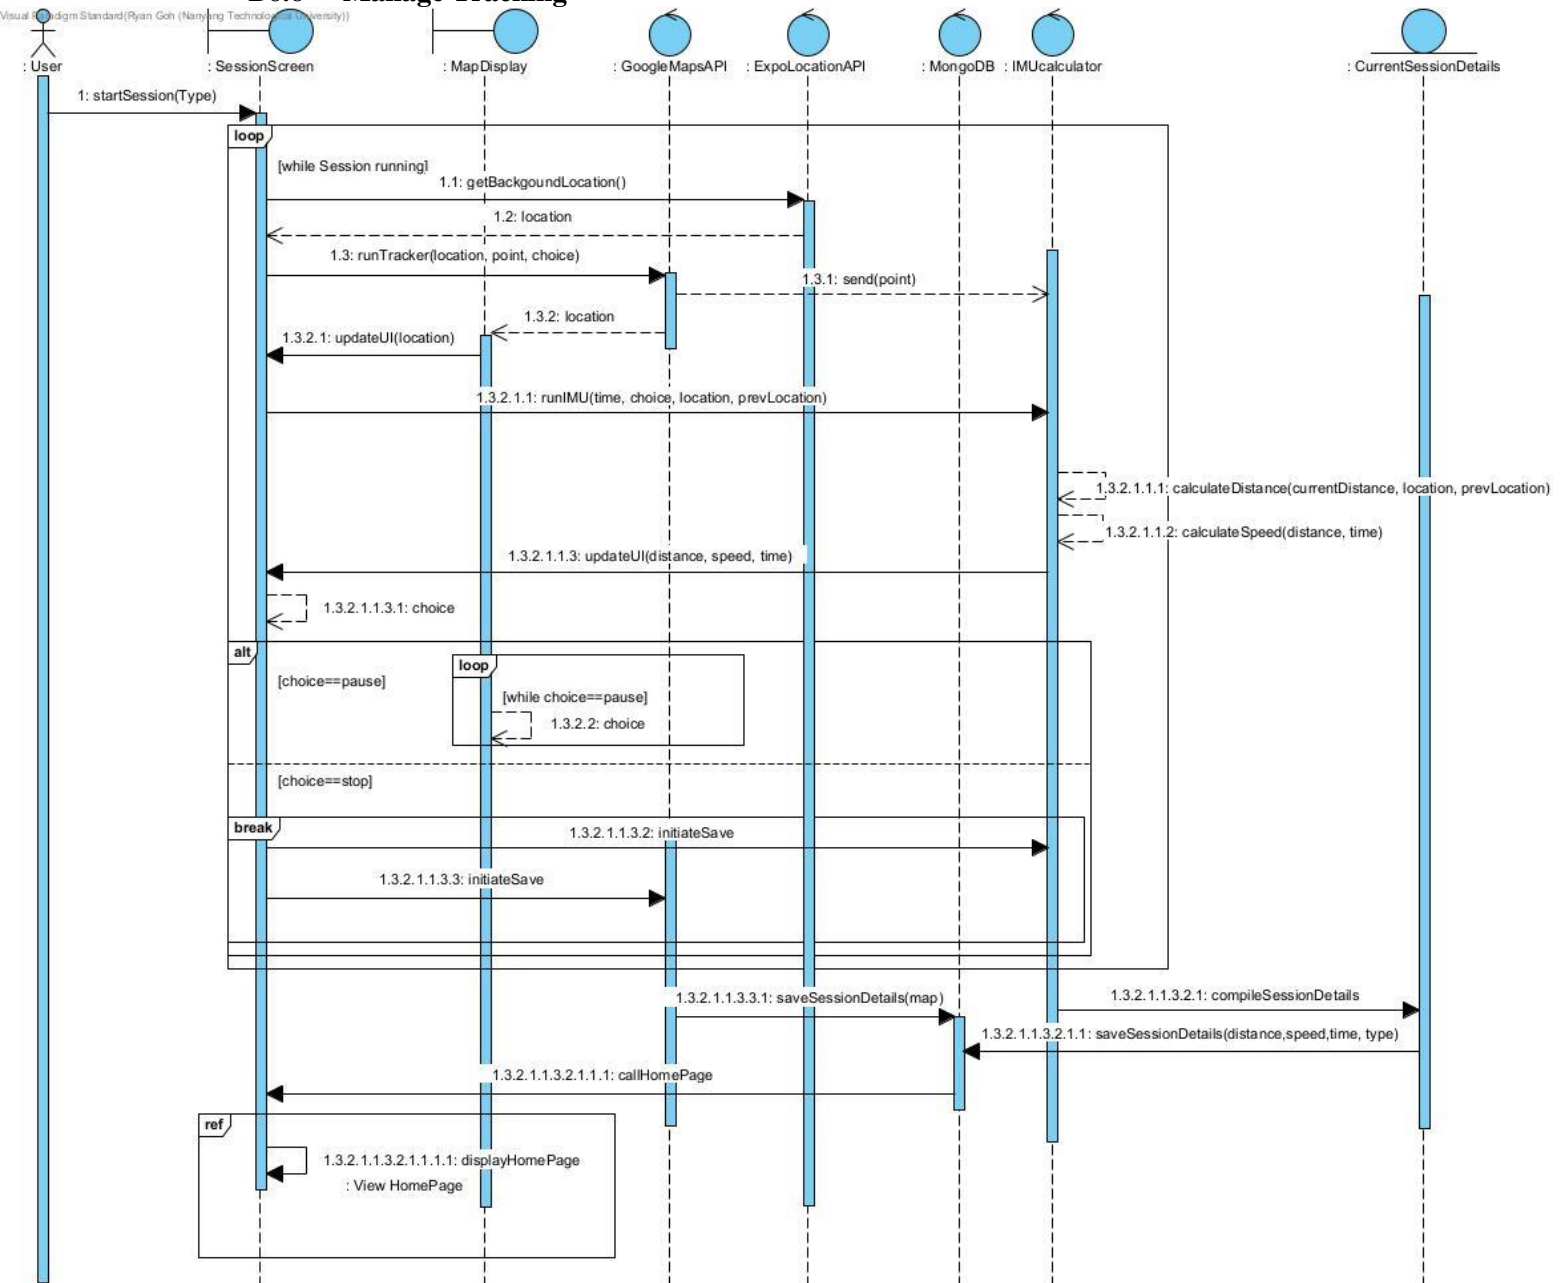 Manage Tracking
Visual Paradigm Standard(Ryan Goh (Nanyang Technological University))
: User
: SessionScreen
: MapDisplay
: GoogleMapsAPI
: ExpoLocationAPI
: MongoDB
: IMUcalculator
: CurrentSessionDetails
1: startSession(Type)
loop
[while Session running]
1.1: getBackgoundLocation()
1.2: location
1.3: runTracker(location, point, choice)
1.3.1: send(point)
1.3.2: location
1.3.2.1: updateUI(location)
1.3.2.1.1: runIMU(time, choice, location, prevLocation)
1.3.2.1.1.1: calculateDistance(currentDistance, location, prevLocation)
1.3.2.1.1.2: calculateSpeed(distance, time)
1.3.2.1.1.3: updateUI(distance, speed, time)
1.3.2.1.1.3.1: choice
alt
loop
[choice==pause]
[while choice==pause]
1.3.2.2: choice
[choice==stop]
break
1.3.2.1.1.3.2: initiateSave
1.3.2.1.1.3.3: initiateSave
1.3.2.1.1.3.3.1: saveSessionDetails(map)
1.3.2.1.1.3.2.1: compileSessionDetails
1.3.2.1.1.3.2.1.1: saveSessionDetails(distance,speed,time, type)
1.3.2.1.1.3.2.1.1.1: callHomePage
ref
1.3.2.1.1.3.2.1.1.1.1: displayHomePage
: View HomePage